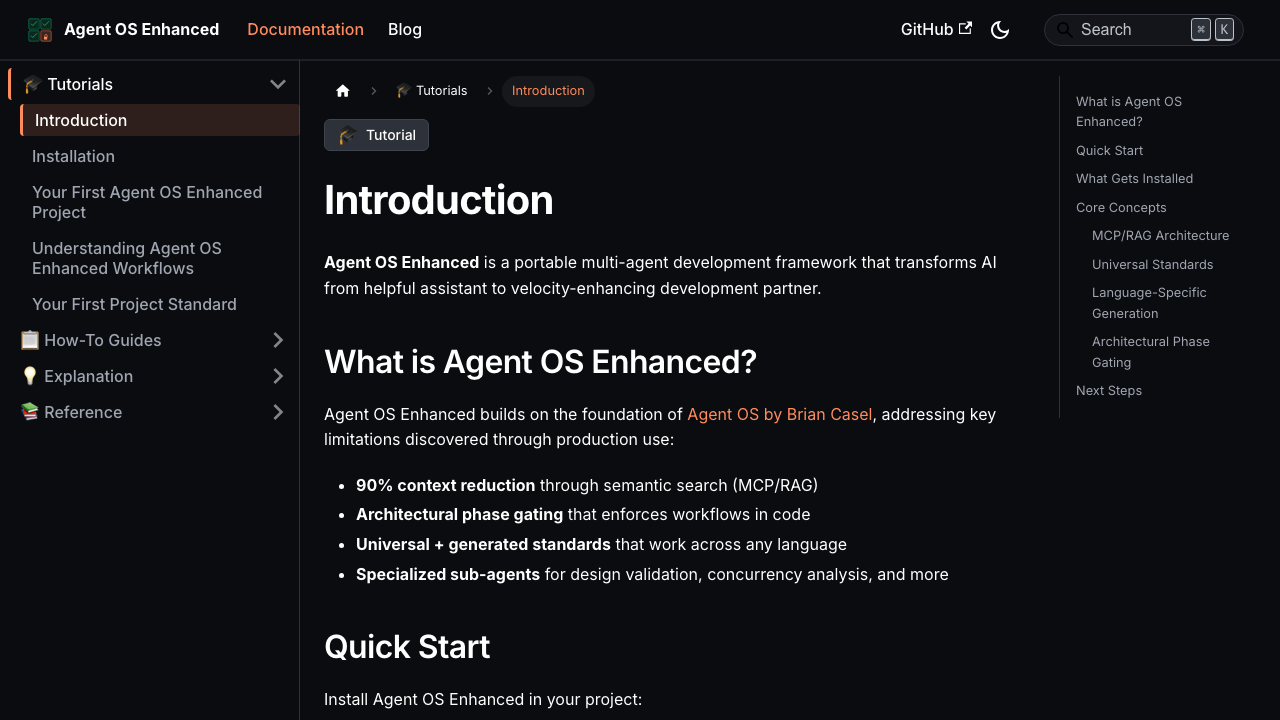 Agent OS Enhanced
Documentation
Blog
GitHub
Search
⌘ K
🎓 Tutorials
Introduction
Installation
Your First Agent OS Enhanced
Project
Understanding Agent OS
Enhanced Workflows
Your First Project Standard
📋 How-To Guides
💡 Explanation
📚 Reference
🎓 Tutorials
Introduction
🎓 Tutorial
Introduction
Agent OS Enhanced is a portable multi-agent development framework that transforms AI
from helpful assistant to velocity-enhancing development partner.
What is Agent OS Enhanced?
Agent OS Enhanced builds on the foundation of Agent OS by Brian Casel, addressing key
limitations discovered through production use:
• 90% context reduction through semantic search (MCP/RAG)
• Architectural phase gating that enforces workflows in code
• Universal + generated standards that work across any language
• Specialized sub-agents for design validation, concurrency analysis, and more
Quick Start
Install Agent OS Enhanced in your project:
What is Agent OS
Enhanced?
Quick Start
What Gets Installed
Core Concepts
MCP/RAG Architecture
Universal Standards
Language-Specific
Generation
Architectural Phase
Gating
Next Steps